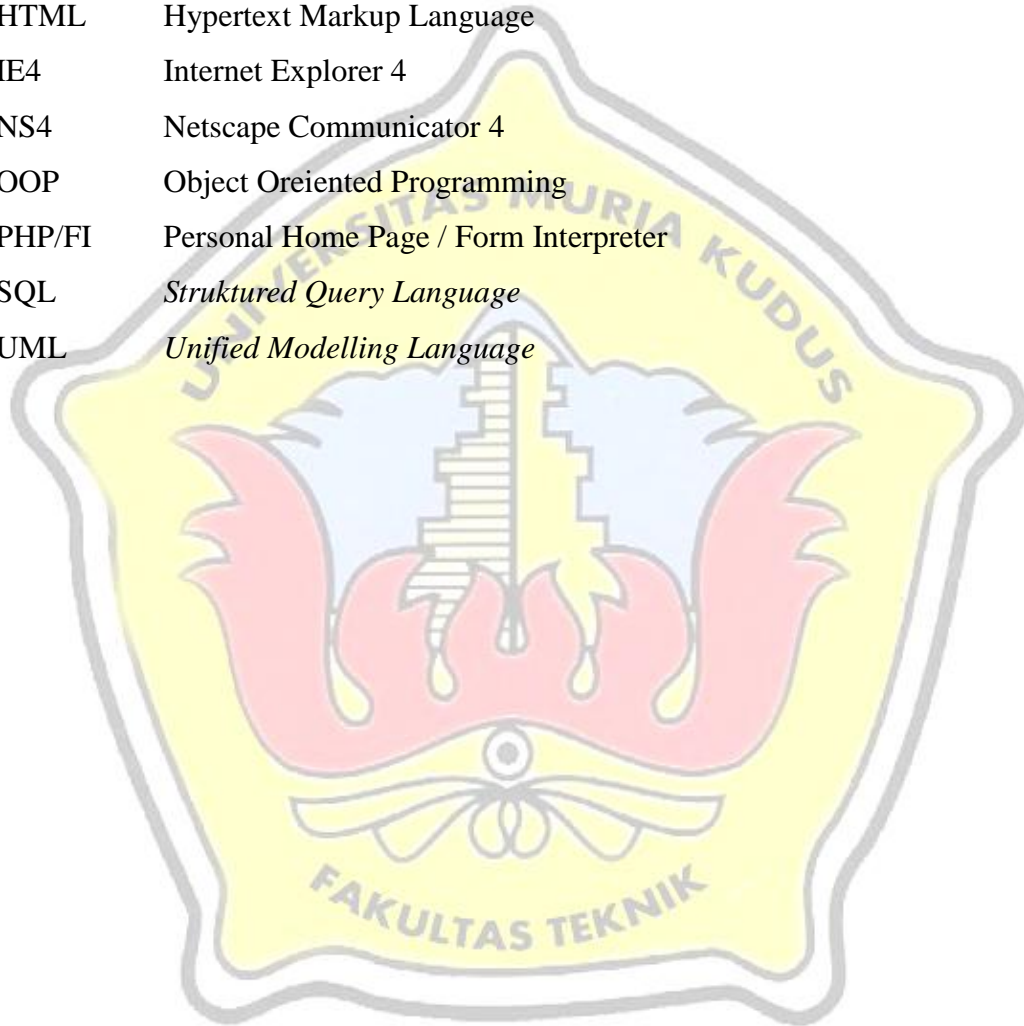 HTML Hypertext Markup Language
IE4 Internet Explorer 4
NS4 Netscape Communicator 4
OOP Object Oreiented Programming
PHP/FI Personal Home Page / Form Interpreter
SQL Struktured Query Language
UML Unified Modelling Language
UNIVERSITAS MURIA KUDUS
FAKULTAS TEKNIK